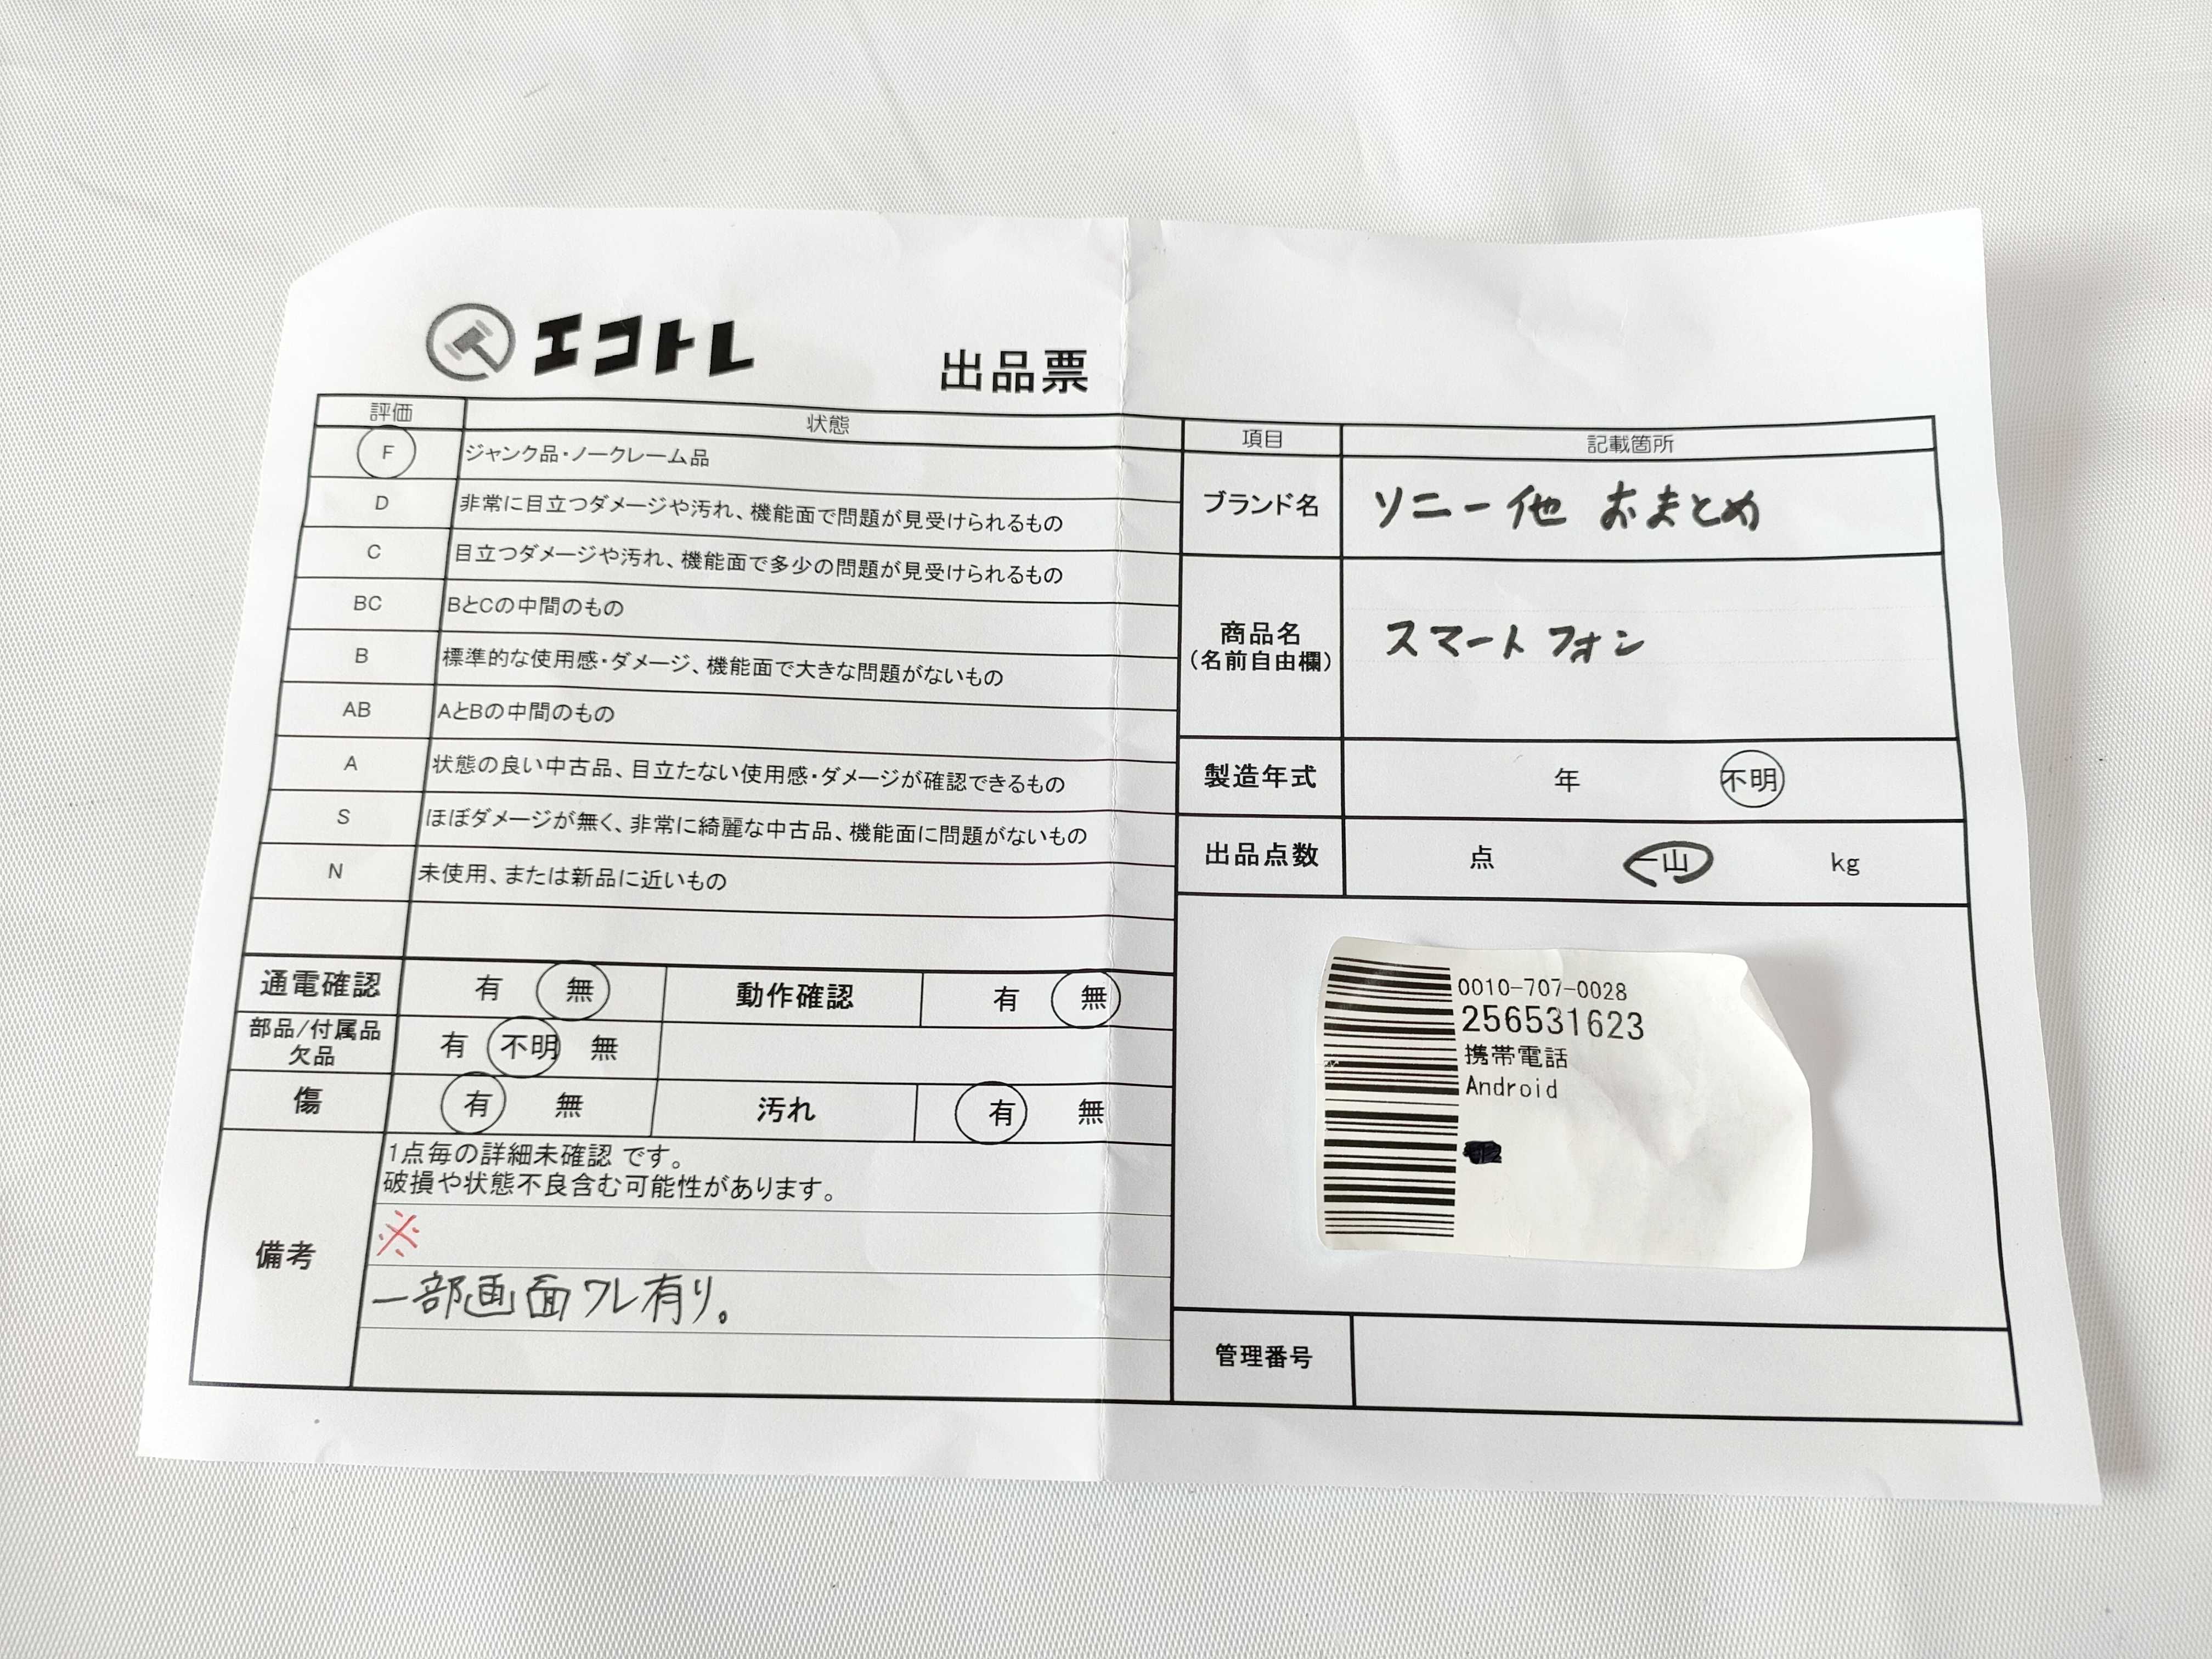 エコトレ
出品票
評価 状態
F ジャンク品・ノークレーム品
D 非常に目立つダメージや汚れ、機能面で問題が見受けられるもの
C 目立つダメージや汚れ、機能面で多少の問題が見受けられるもの
BC BとCの中間のもの
B 標準的な使用感・ダメージ、機能面で大きな問題がないもの
AB AとBの中間のもの
A 状態の良い中古品、目立たない使用感・ダメージが確認できるもの
S ほぼダメージが無く、非常に綺麗な中古品、機能面に問題がないもの
N 未使用、または新品に近いもの
通電確認 有 無 動作確認 有 無
部品/付属品
欠品 有 不明 無
傷 有 無 汚れ 有 無
備考
1点毎の詳細未確認 です。
破損や状態不良含む可能性があります。
※
一部画面ワレ有り。
項目 記載箇所
ブランド名 ソニー他 おまとめ
商品名
(名前自由欄)
スマートフォン
製造年式 年 不明
出品点数 点 一山 kg
0010-707-0028
256531623
携帯電話
Android
管理番号